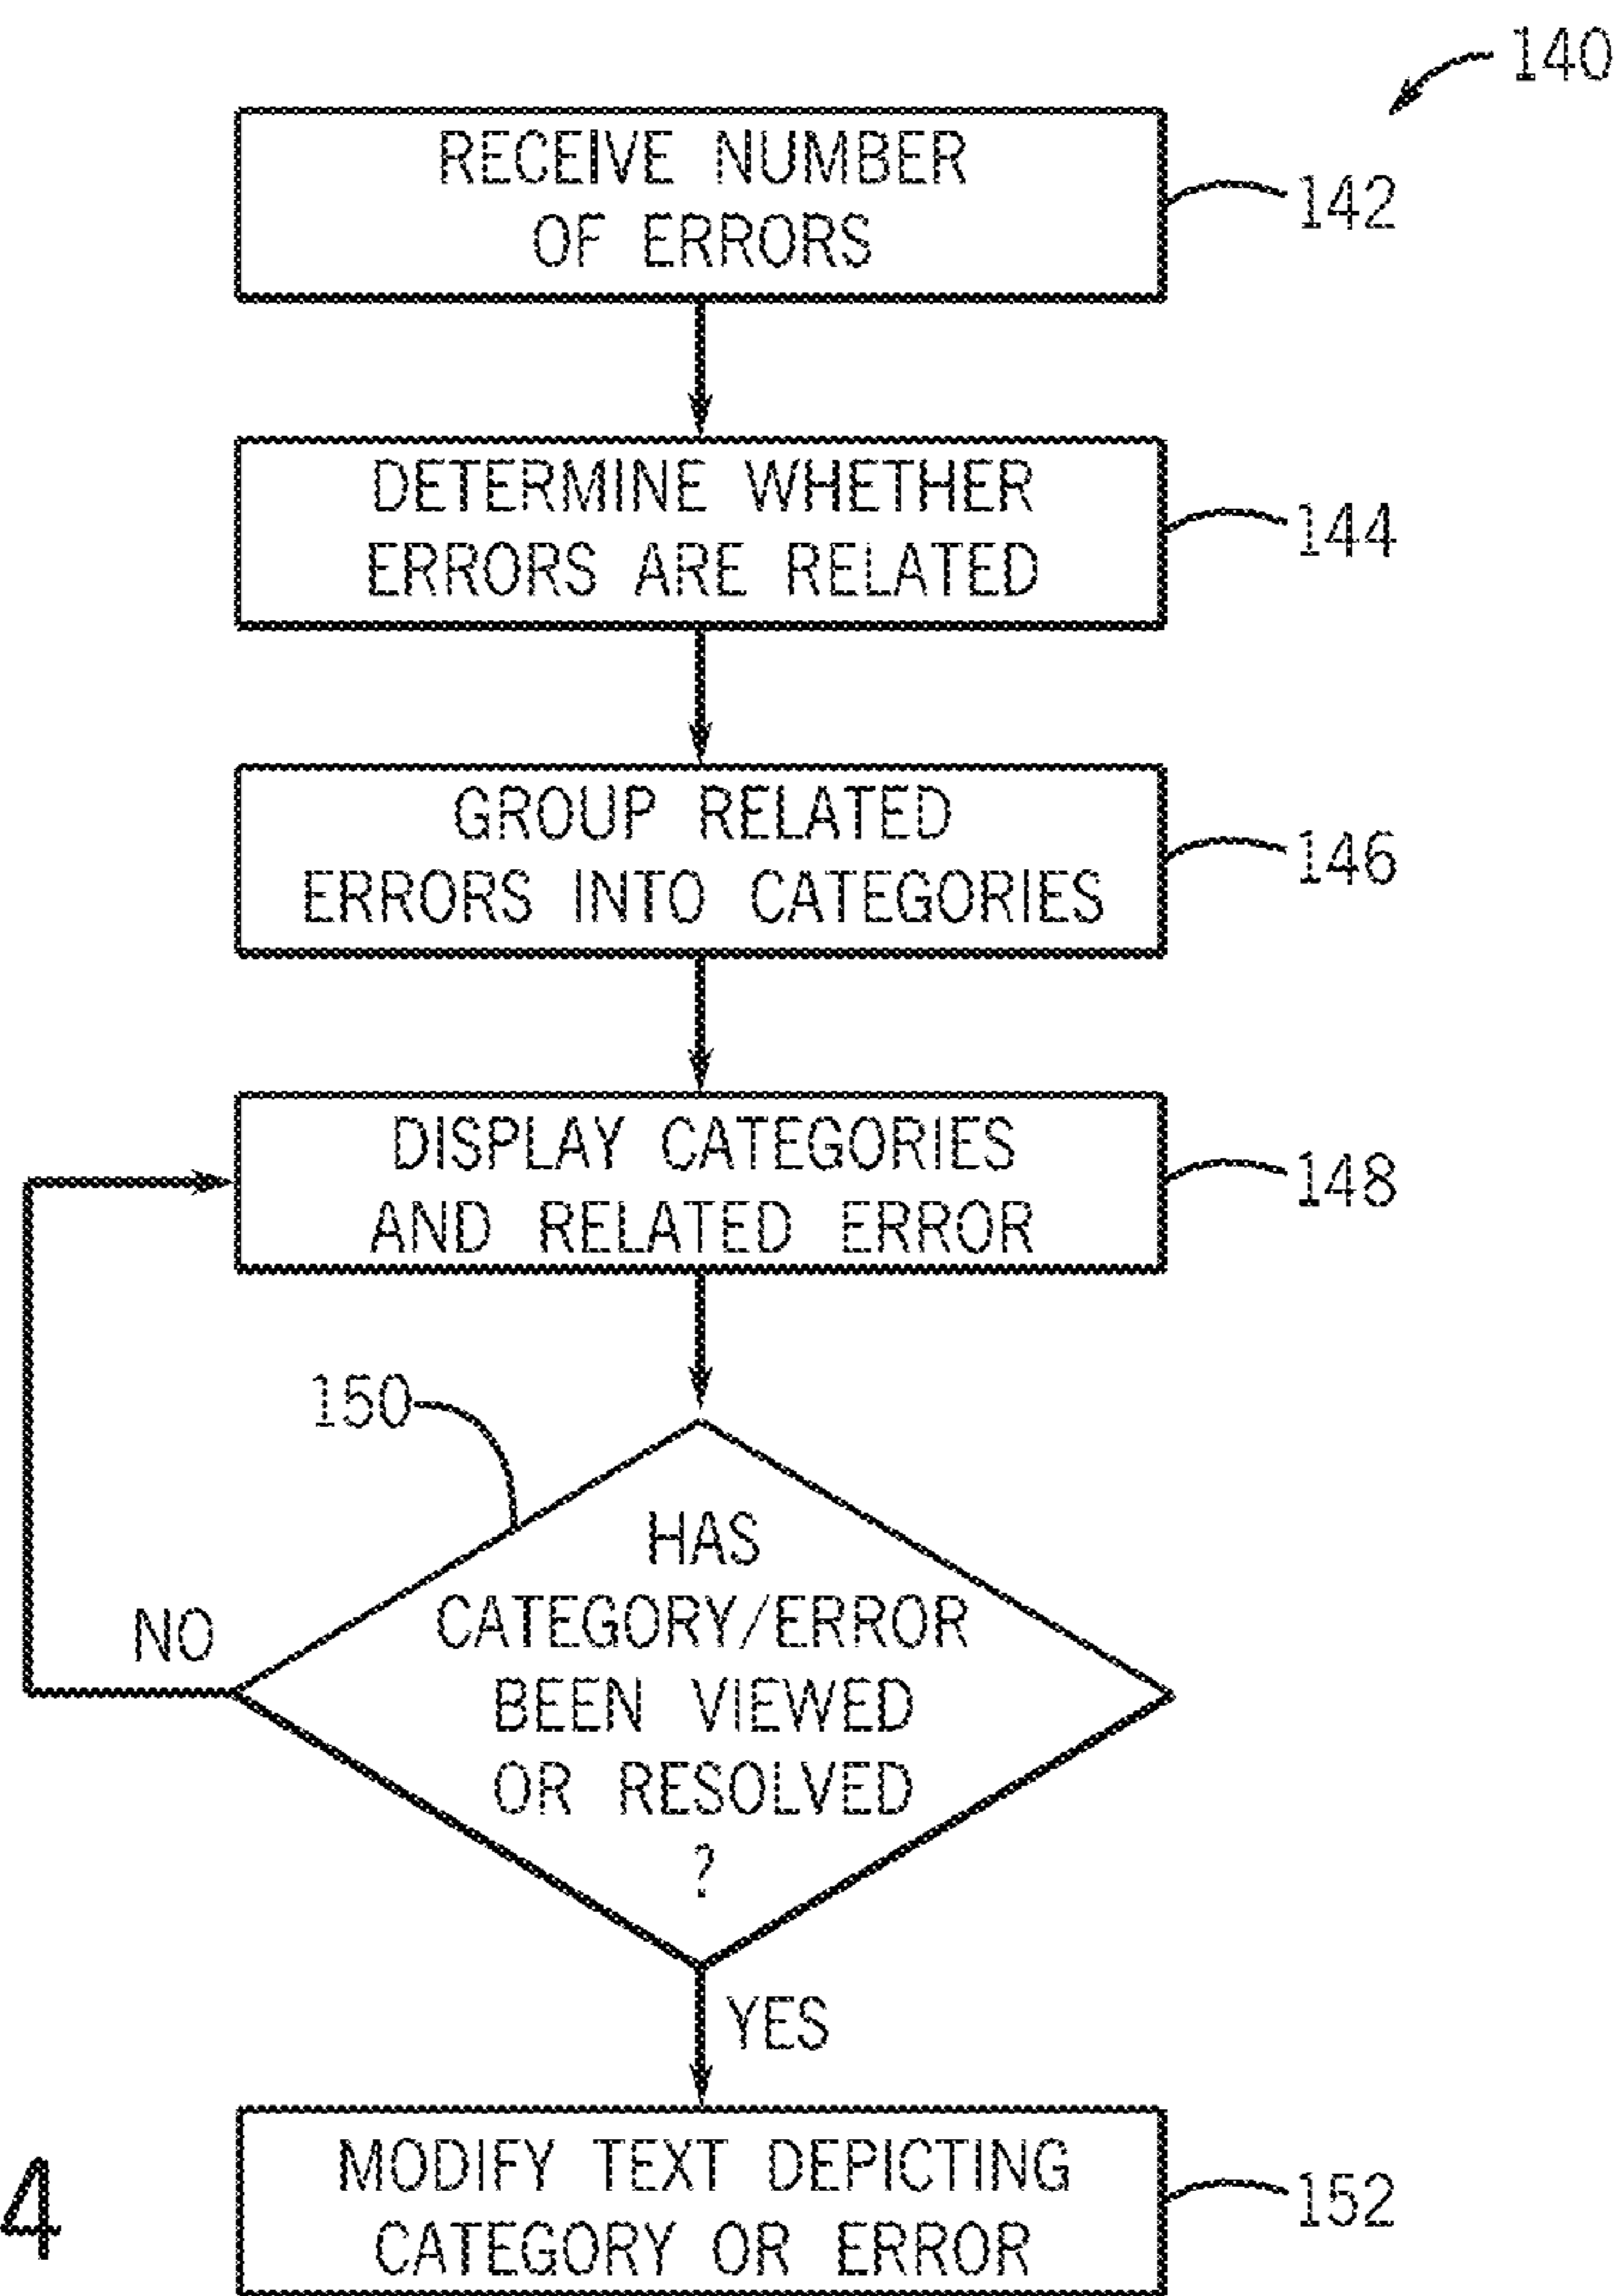 140
RECEIVE NUMBER
OF ERRORS
142
DETERMINE WHETHER
ERRORS ARE RELATED
144
GROUP RELATED
ERRORS INTO CATEGORIES
146
DISPLAY CATEGORIES
AND RELATED ERROR
148
150
HAS
CATEGORY/ERROR
BEEN VIEWED
OR RESOLVED
?
NO
YES
MODIFY TEXT DEPICTING
CATEGORY OR ERROR
152
4